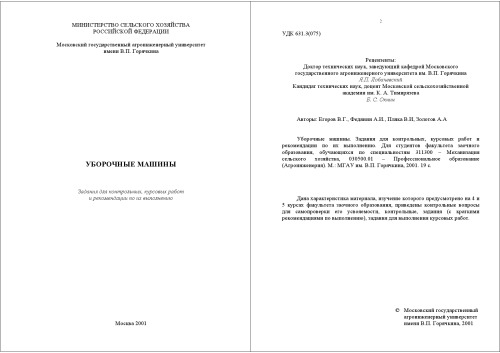 МИНИСТЕРСТВО СЕЛЬСКОГО ХОЗЯЙСТВА
РОССИЙСКОЙ ФЕДЕРАЦИИ
Московский государственный агроинженерный университет
имени В.П. Горячкина
УБОРОЧНЫЕ МАШИНЫ
Задания для контрольных, курсовых работ
и рекомендации по их выполнению
Москва 2001
2
УДК 631.3(075)
Рецензенты:
Доктор технических наук, заведующий кафедрой Московского
государственного агроинженерного университета им. В.П. Горячкина
Я.П. Лобачевский
Кандидат технических наук, доцент Московской сельскохозяйственной
академии им. К. А. Тимирязева
Б. С. Окнин
Авторы: Егоров В.Г., Федянин А.И., Пляка В.И, Золотов А.А
Уборочные машины. Задания для контрольных, курсовых работ и
рекомендации по их выполнению. Для студентов факультета заочного
образования, обучающихся по специальностям 311300 – Механизация
сельского хозяйства, 030500.01 – Профессиональное образование
(Агроинженерия). М.: МГАУ им. В.П. Горячкина, 2001. 19 с.
Дана характеристика материала, изучение которого предусмотрено на 4 и
5 курсах факультета заочного образования, приведены контрольные вопросы
для самопроверки его усвояемости, контрольные, задания (с краткими
рекомендациями по выполнению), задания для выполнения курсовых работ.
© Московский государственный
агроинженерный университет
имени В.П. Горячкина, 2001